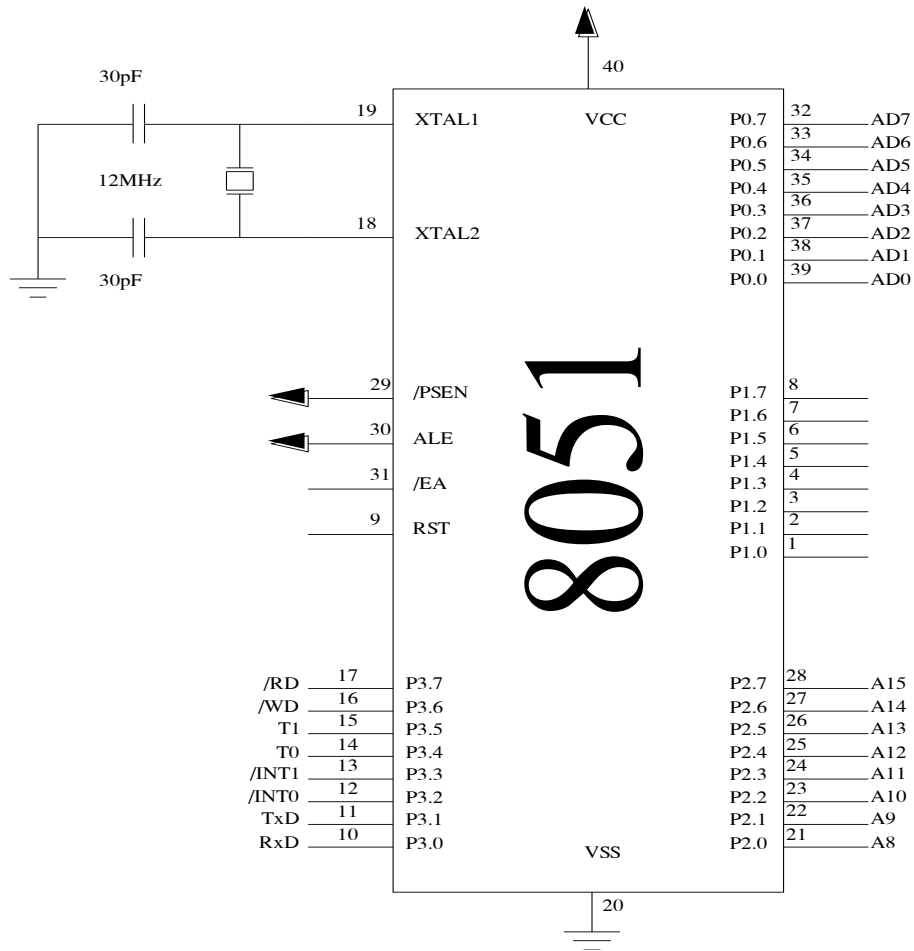 40
30pF
19 XTAL1 VCC P0.7 32 AD7
P0.6 33 AD6
P0.5 34 AD5
12MHz P0.4 35 AD4
P0.3 36 AD3
18 XTAL2 P0.2 37 AD2
P0.1 38 AD1
30pF P0.0 39 AD0
8051
29 /PSEN P1.7 8
P1.6 7
30 ALE P1.5 6
P1.4 5
31 /EA P1.3 4
P1.2 3
9 RST P1.1 2
P1.0 1
/RD 17 P3.7 P2.7 28 A15
/WD 16 P3.6 P2.6 27 A14
T1 15 P3.5 P2.5 26 A13
T0 14 P3.4 P2.4 25 A12
/INT1 13 P3.3 P2.3 24 A11
/INT0 12 P3.2 P2.2 23 A10
TxD 11 P3.1 P2.1 22 A9
RxD 10 P3.0 P2.0 21 A8
VSS
20